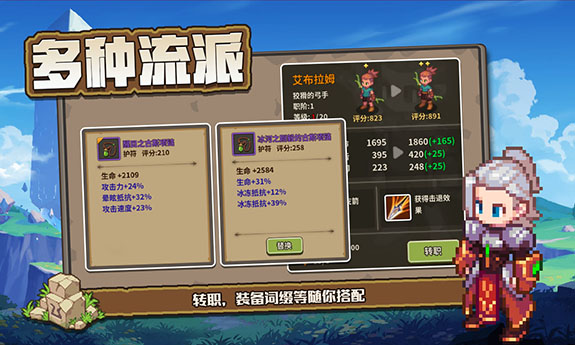 多种流派
艾布拉姆
狡猾的弓手
职阶:1
评分:823
评分:891
护符 评分:210
生命 +2109
攻击力+24%
晕眩抵抗+32%
攻击速度+23%
护符 评分:258
生命 +2584
生命+31%
冰冻抵抗+12%
冰冻抵抗+39%
替换
1695 1860(+165)
395 420(+25)
223 248(+25)
获得击退效果
转职
转职,装备词缀等随你搭配